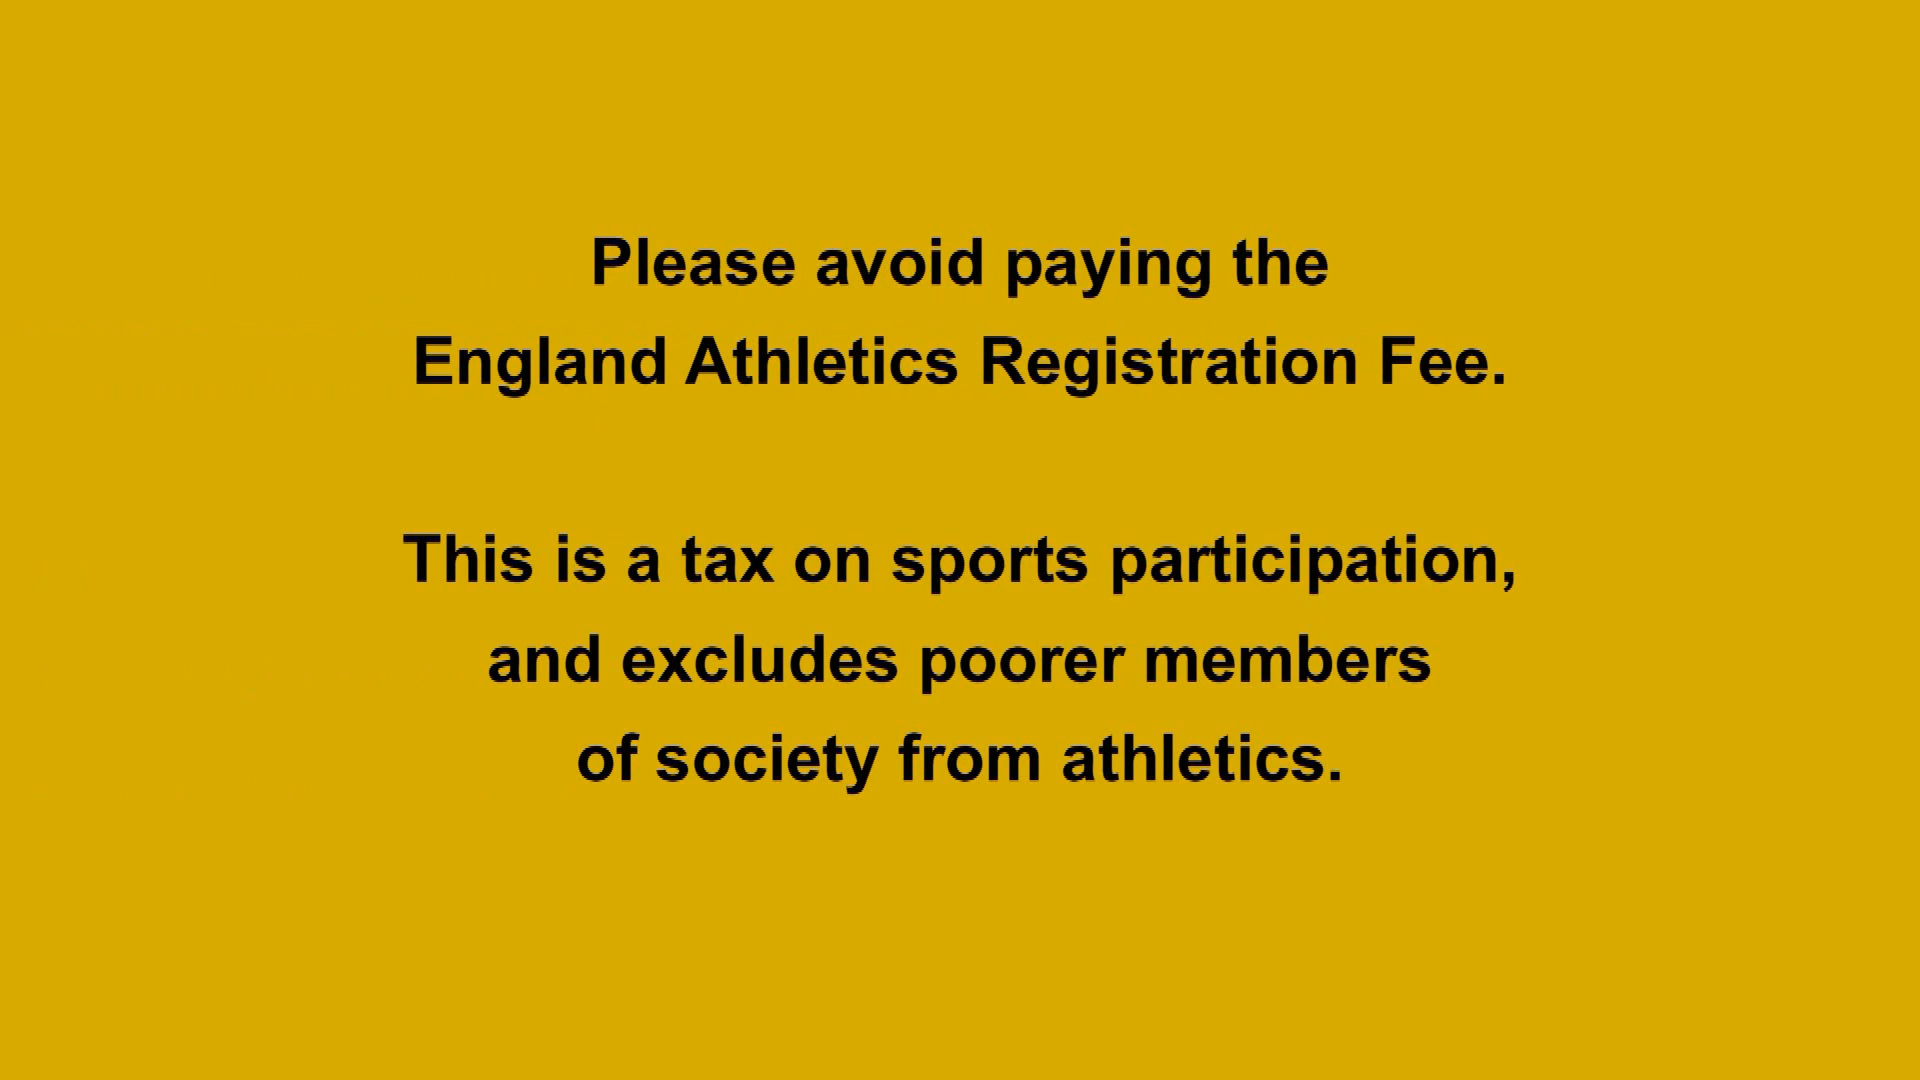 Please avoid paying the
England Athletics Registration Fee.
This is a tax on sports participation,
and excludes poorer members
of society from athletics.